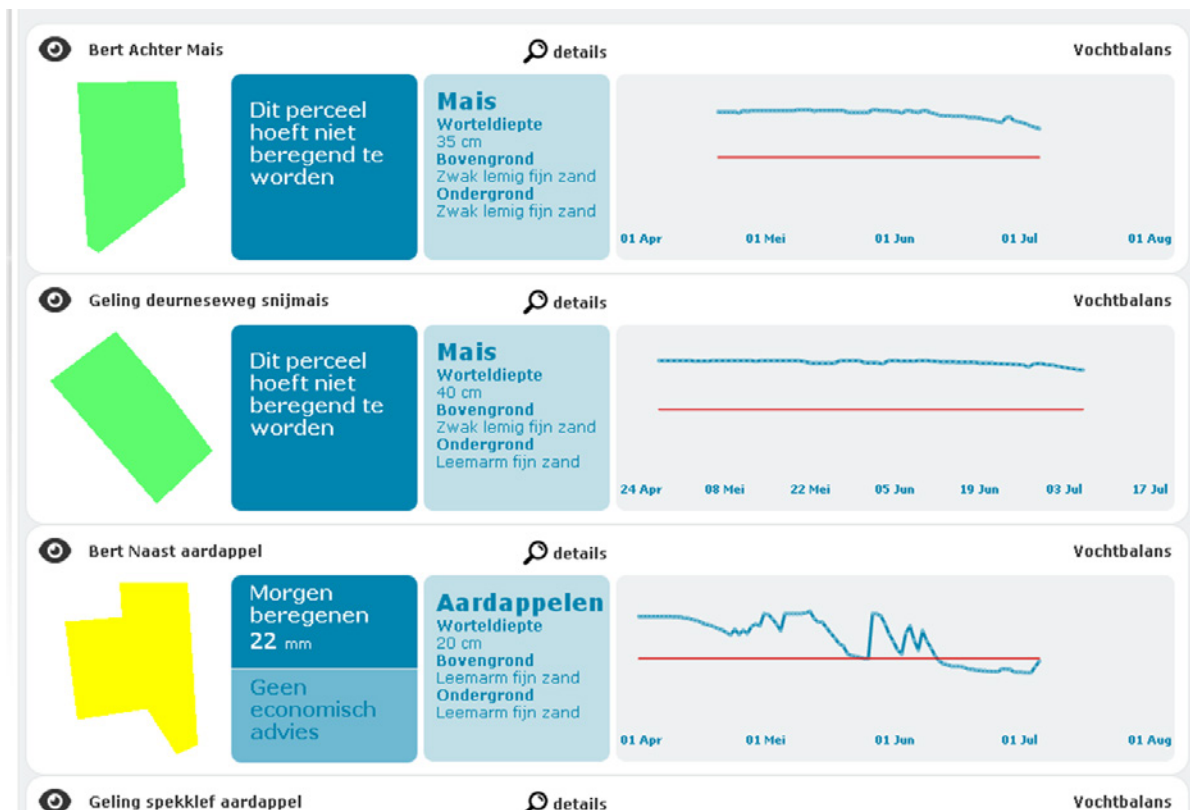 Bert Achter Mais
details
Vochtbalans
Dit perceel
hoeft niet
beregend te
worden
Mais
Worteldiepte
35 cm
Bovengrond
Zwak lemig fijn zand
Ondergrond
Zwak lemig fijn zand
01 Apr 01 Mei 01 Jun 01 Jul 01 Aug
Geling deurneseweg snijmais
details
Vochtbalans
Dit perceel
hoeft niet
beregend te
worden
Mais
Worteldiepte
40 cm
Bovengrond
Zwak lemig fijn zand
Ondergrond
Leemarm fijn zand
24 Apr 08 Mei 22 Mei 05 Jun 19 Jun 03 Jul 17 Jul
Bert Naast aardappel
details
Vochtbalans
Morgen
beregenen
22 mm
Geen
economisch
advies
Aardappelen
Worteldiepte
20 cm
Bovengrond
Leemarm fijn zand
Ondergrond
Leemarm fijn zand
01 Apr 01 Mei 01 Jun 01 Jul 01 Aug
Geling spekklef aardappel
details
Vochtbalans